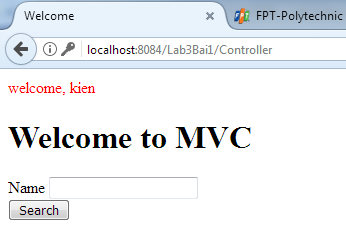 Welcome
FPT-Polytechnic
localhost:8084/Lab3Bai1/Controller
welcome, kien
Welcome to MVC
Name
Search